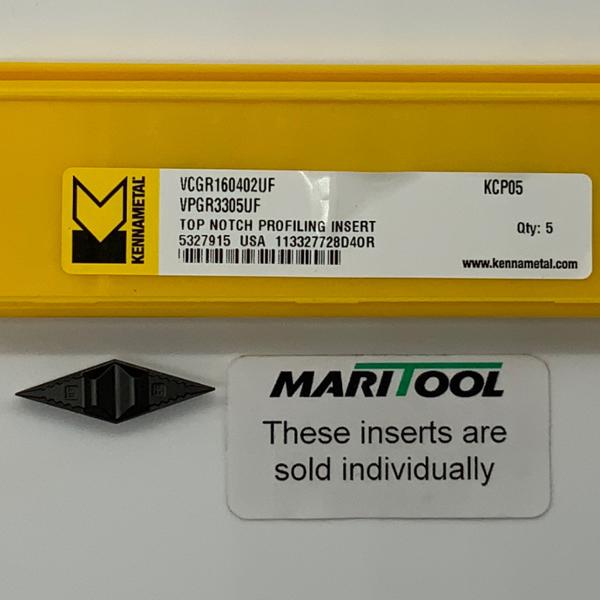 KENNAMETAL
VCGR160402UF KCP05
VPGR3305UF
TOP NOTCH PROFILING INSERT Qty: 5
5327915 USA 113327728D40R
www.kennametal.com
MARITOOL
These inserts are
sold individually